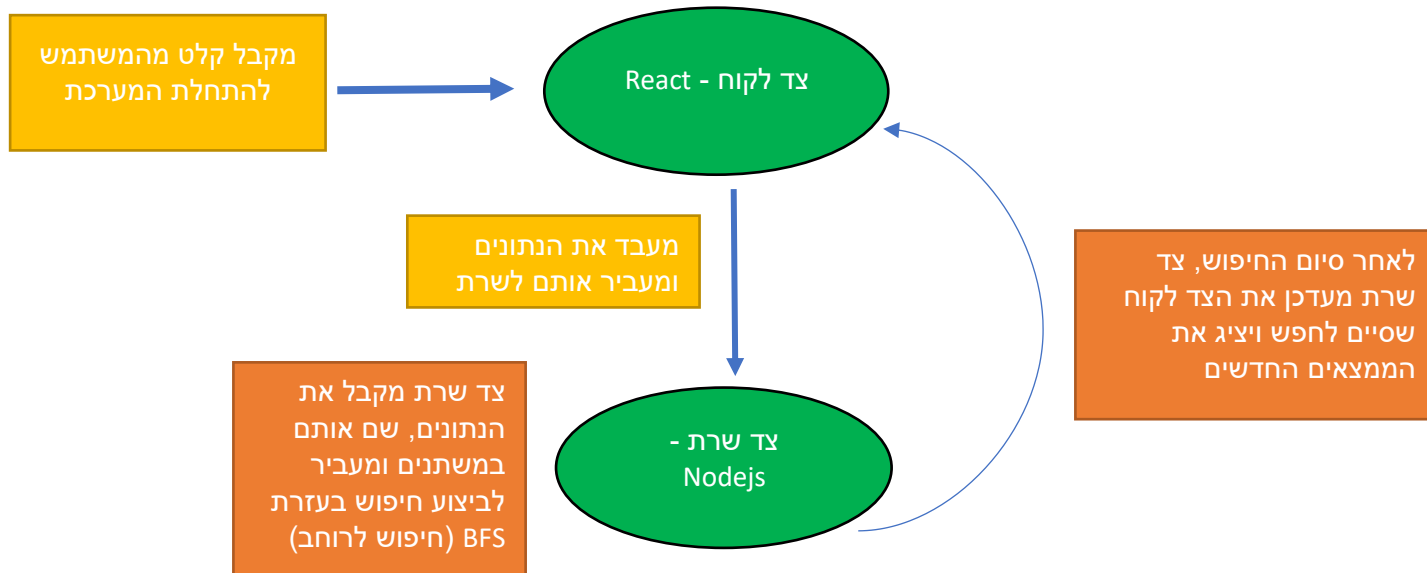 מקבל קלט מהמשתמש
להתחלת המערכת
צד לקוח - React
מעבד את הנתונים
ומעביר אותם לשרת
לאחר סיום החיפוש, צד
שרת מעדכן את הצד לקוח
שסיים לחפש ויציג את
הממצאים החדשים
צד שרת מקבל את
הנתונים, שם אותם
במשתנים ומעביר
לביצוע חיפוש בעזרת
BFS (חיפוש לרוחב)
צד שרת -
Nodejs